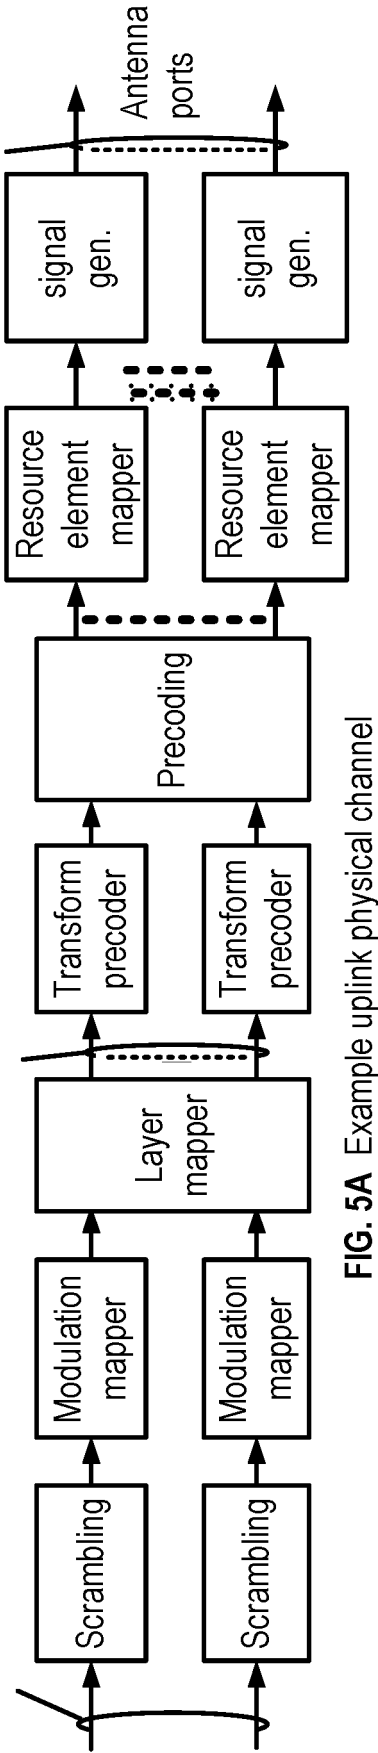 Scrambling
Modulation
mapper
Layer
mapper
Transform
precoder
Precoding
Resource
element
mapper
signal
gen.
Antenna
ports
Scrambling
Modulation
mapper
Transform
precoder
Resource
element
mapper
signal
gen.
FIG. 5A Example uplink physical channel